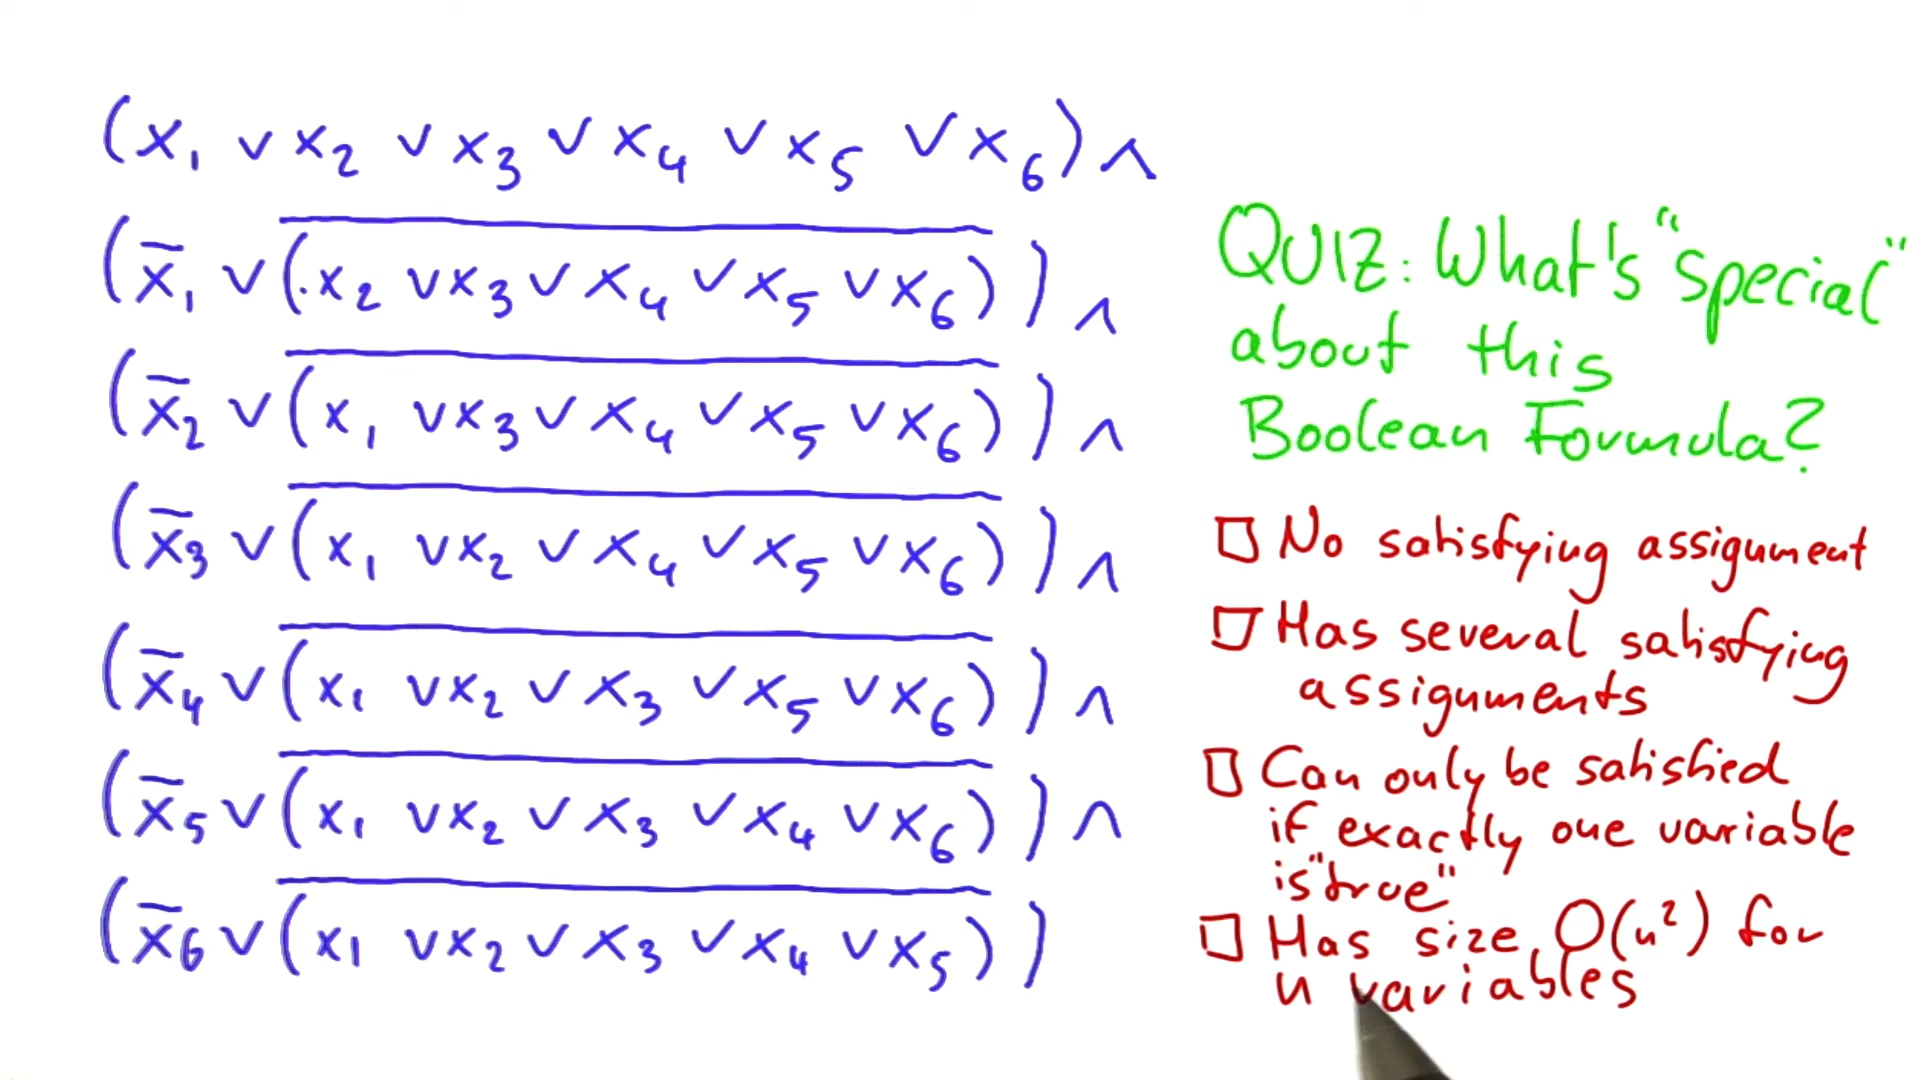 (x₁ ∨ x₂ ∨ x₃ ∨ x₄ ∨ x₅ ∨ x₆) ∧
(x̅₁ ∨ (x₂ ∨ x₃ ∨ x₄ ∨ x₅ ∨ x₆)) ∧
(x̅₂ ∨ (x₁ ∨ x₃ ∨ x₄ ∨ x₅ ∨ x₆)) ∧
(x̅₃ ∨ (x₁ ∨ x₂ ∨ x₄ ∨ x₅ ∨ x₆)) ∧
(x̅₄ ∨ (x₁ ∨ x₂ ∨ x₃ ∨ x₅ ∨ x₆)) ∧
(x̅₅ ∨ (x₁ ∨ x₂ ∨ x₃ ∨ x₄ ∨ x₆)) ∧
(x̅₆ ∨ (x₁ ∨ x₂ ∨ x₃ ∨ x₄ ∨ x₅))
QUIZ: What's "special"
about this
Boolean Formula?
□ No satisfying assignment
□ Has several satisfying
assignments
□ Can only be satisfied
if exactly one variable
is "true"
□ Has size O(n²) for
n variables